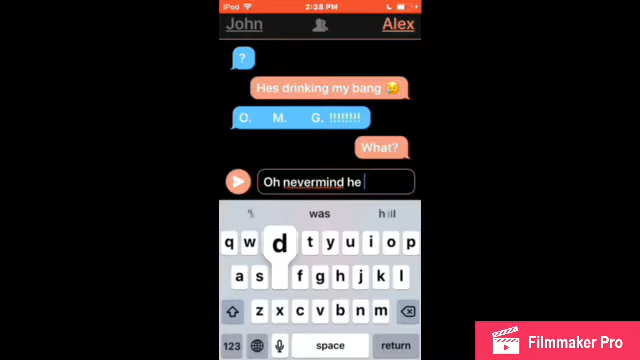 iPod
2:38 PM
John
Alex
?
Hes drinking my bang 😢
O. M. G. !!!!!!!!
What?
Oh nevermind he
was
q w d t y u i o p
a s f g h j k l
z x c v b n m
123 space return
Filmmaker Pro